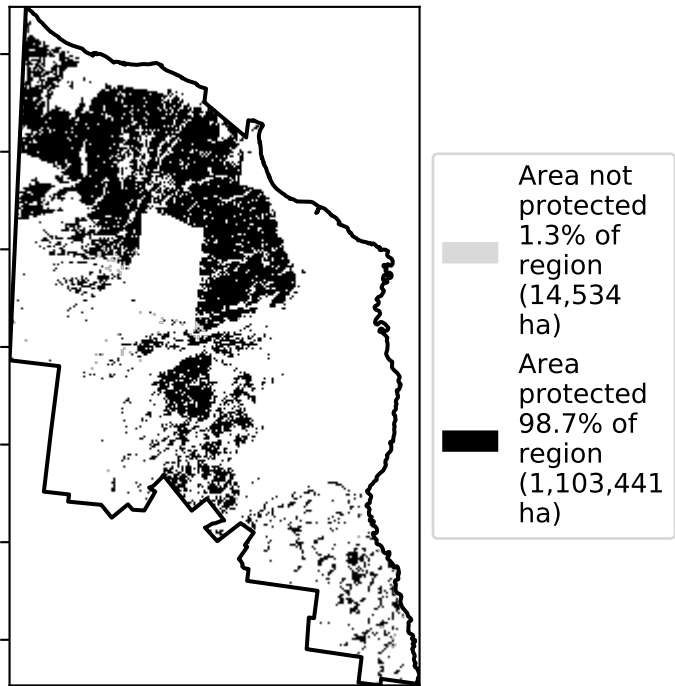 Area not
protected
1.3% of
region
(14,534
ha)
Area
protected
98.7% of
region
(1,103,441
ha)